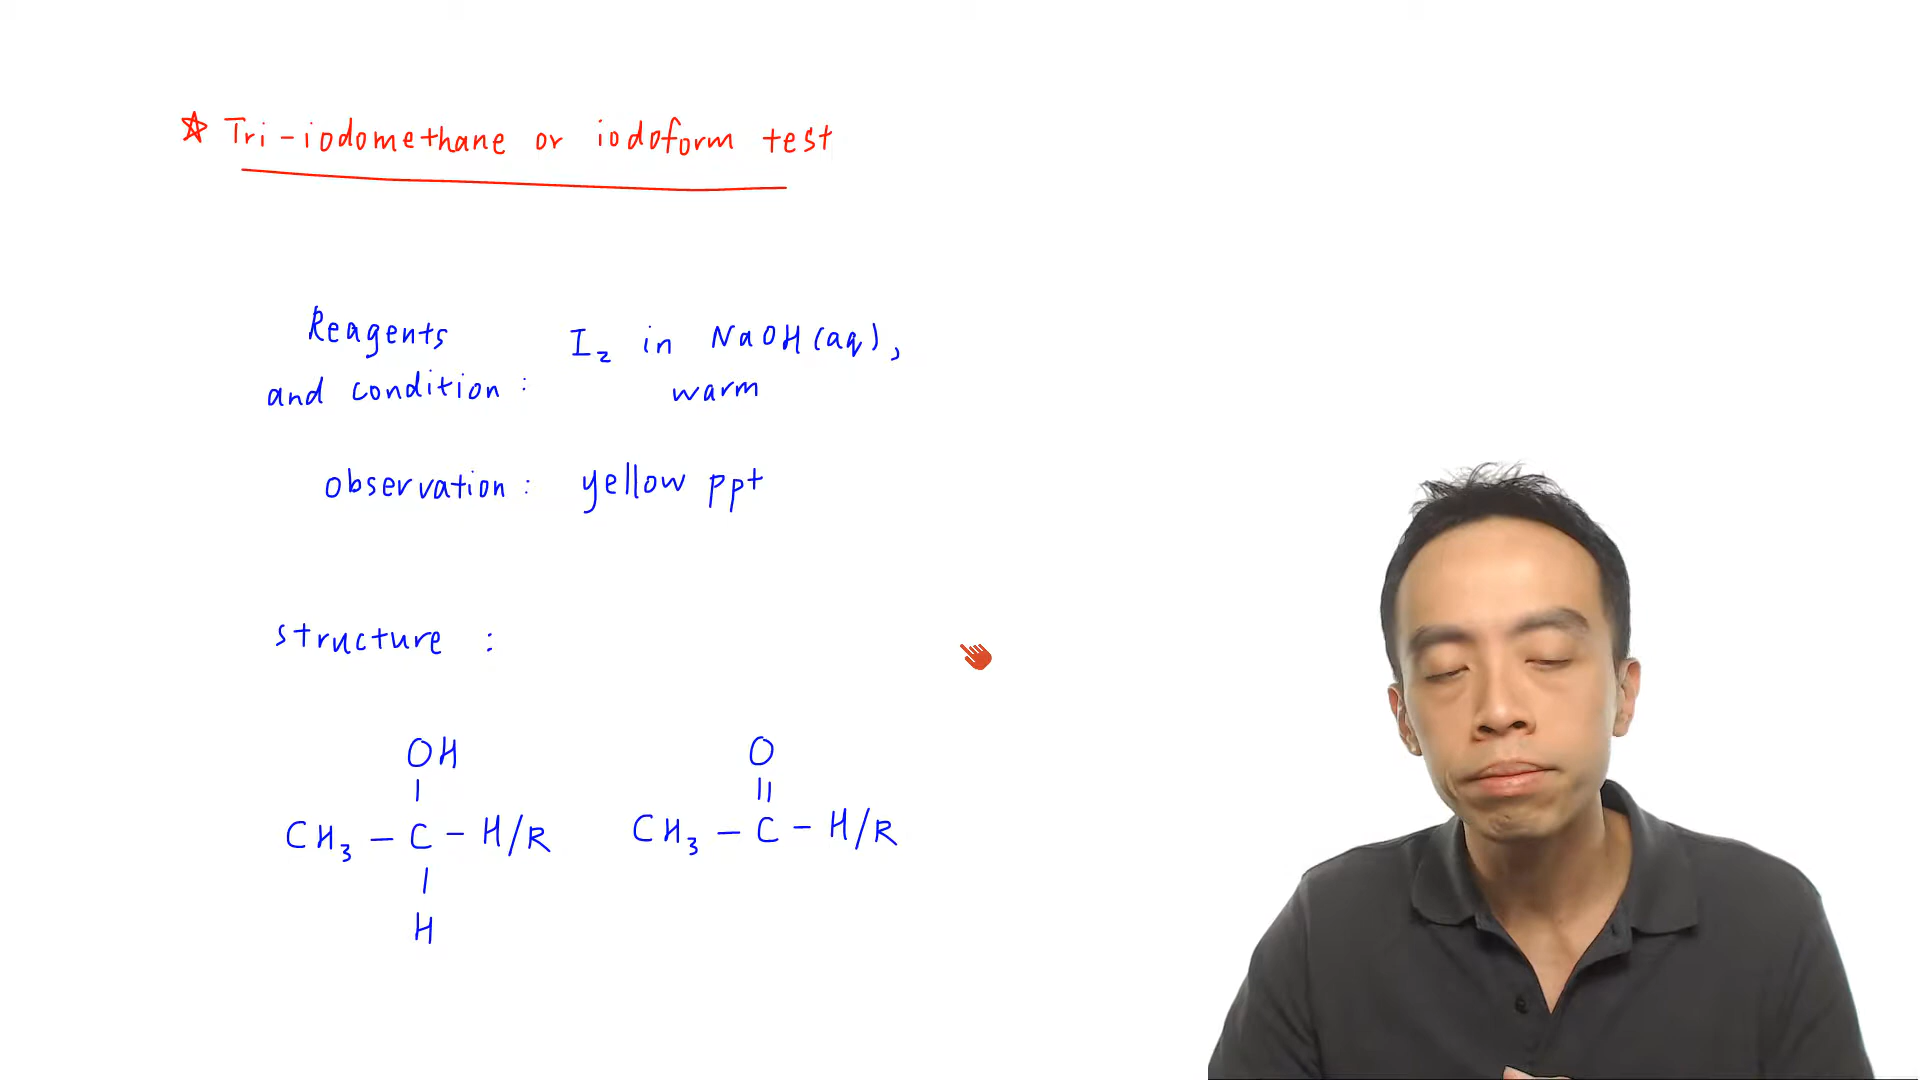 ☆ Tri-iodomethane or iodoform test
Reagents
and condition :
I₂ in NaOH(aq),
warm
observation : yellow ppt
structure :
OH
|
CH₃ – C – H/R
|
H
O
||
CH₃ – C – H/R